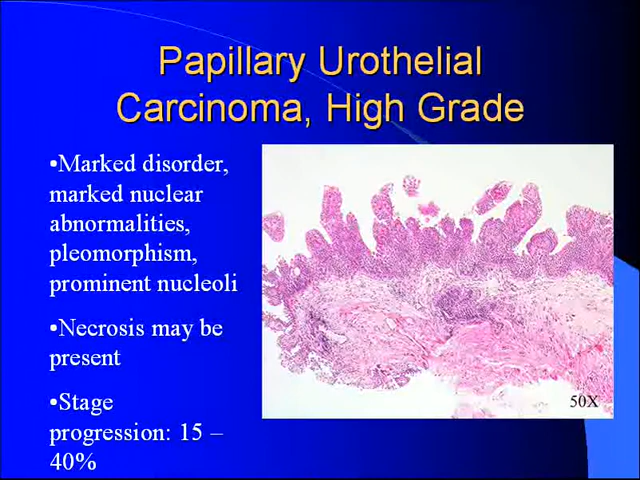 Papillary Urothelial
Carcinoma, High Grade
•Marked disorder,
marked nuclear
abnormalities,
pleomorphism,
prominent nucleoli
•Necrosis may be
present
•Stage
progression: 15 –
40%
50X